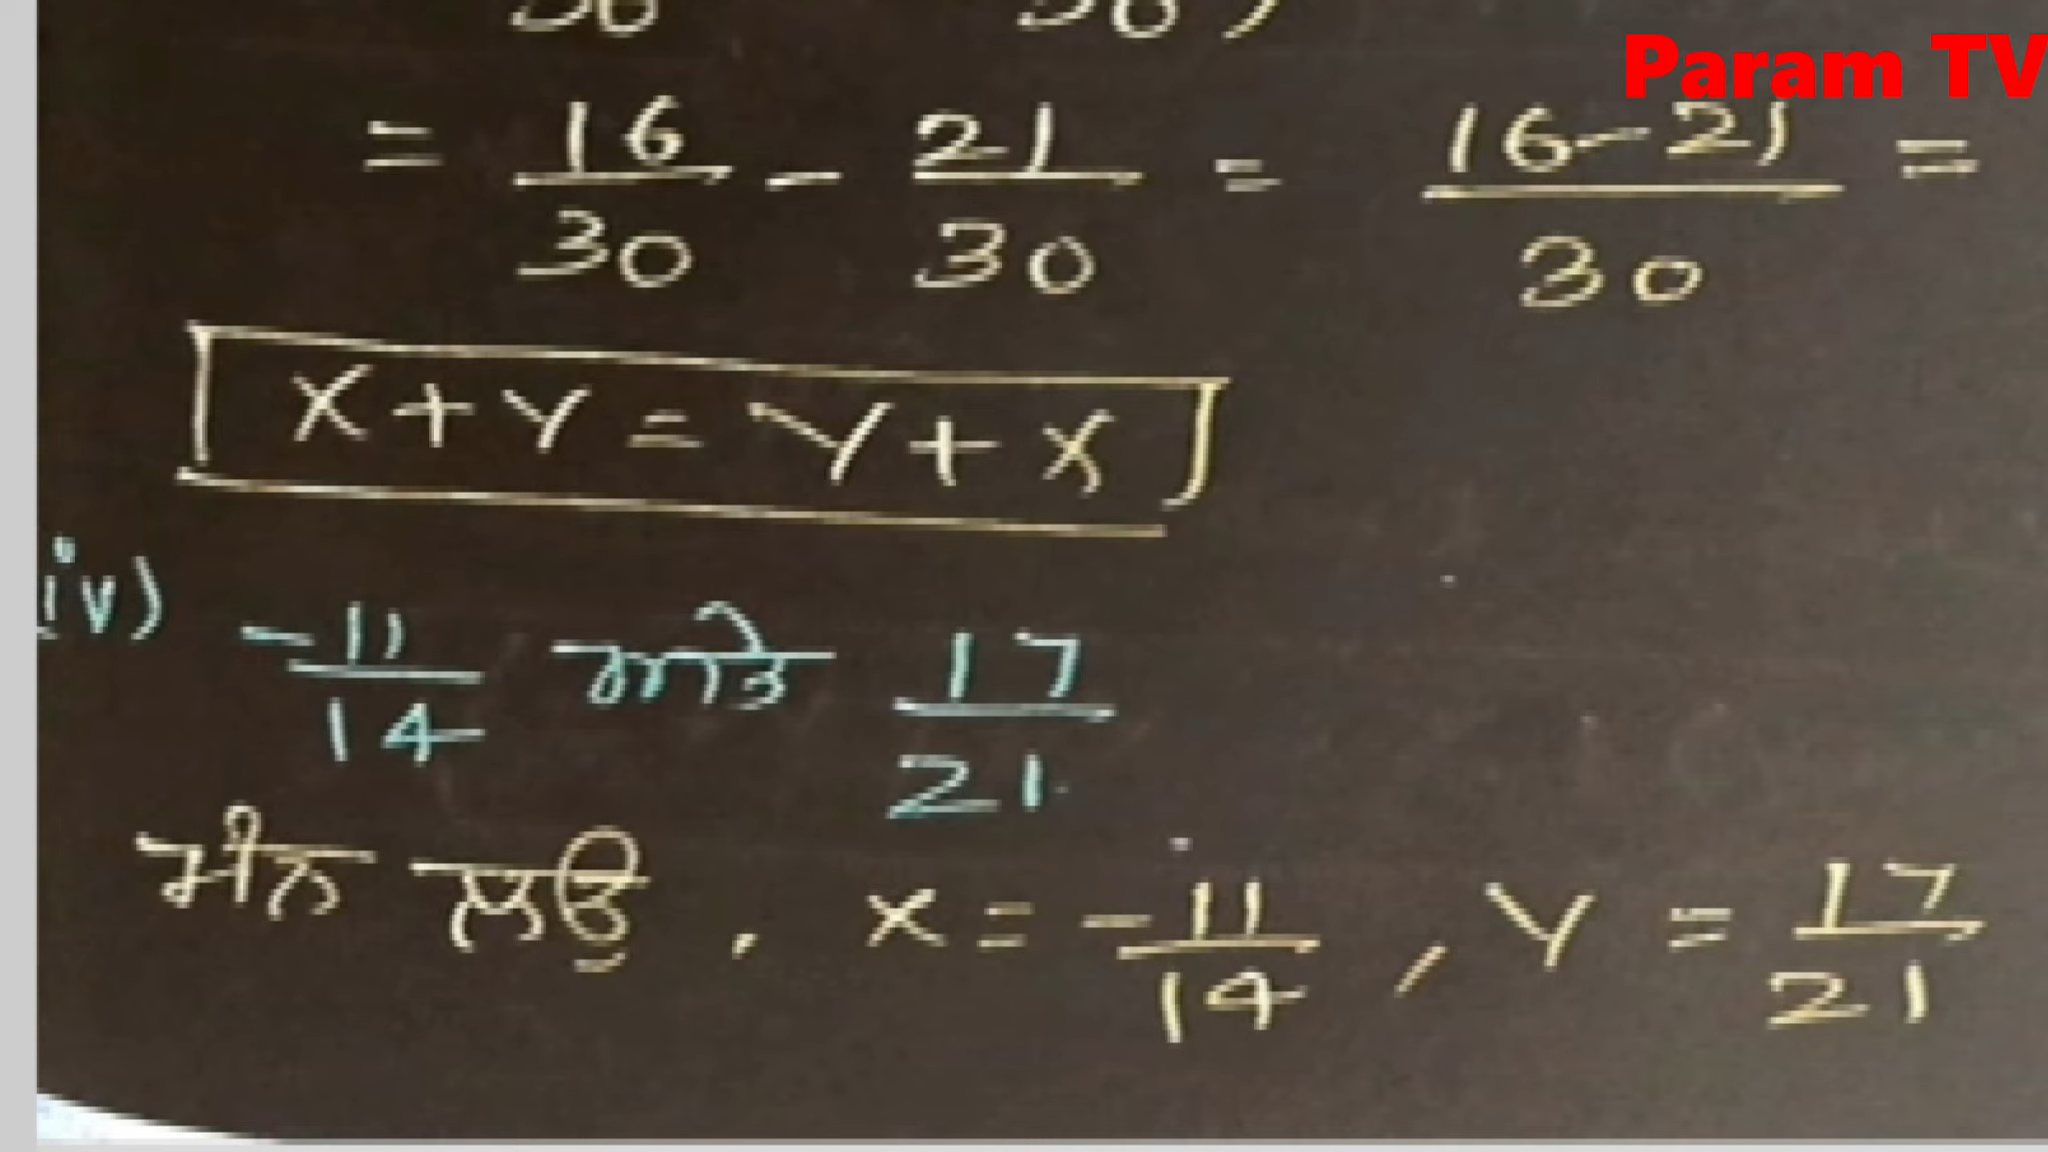 Param TV
= 16/30 - 21/30 = 16-21/30 =
X+Y = Y+X
iv) -11/14 ਅਤੇ 17/21
ਮੰਨ ਲਉ, X = -11/14, Y = 17/21